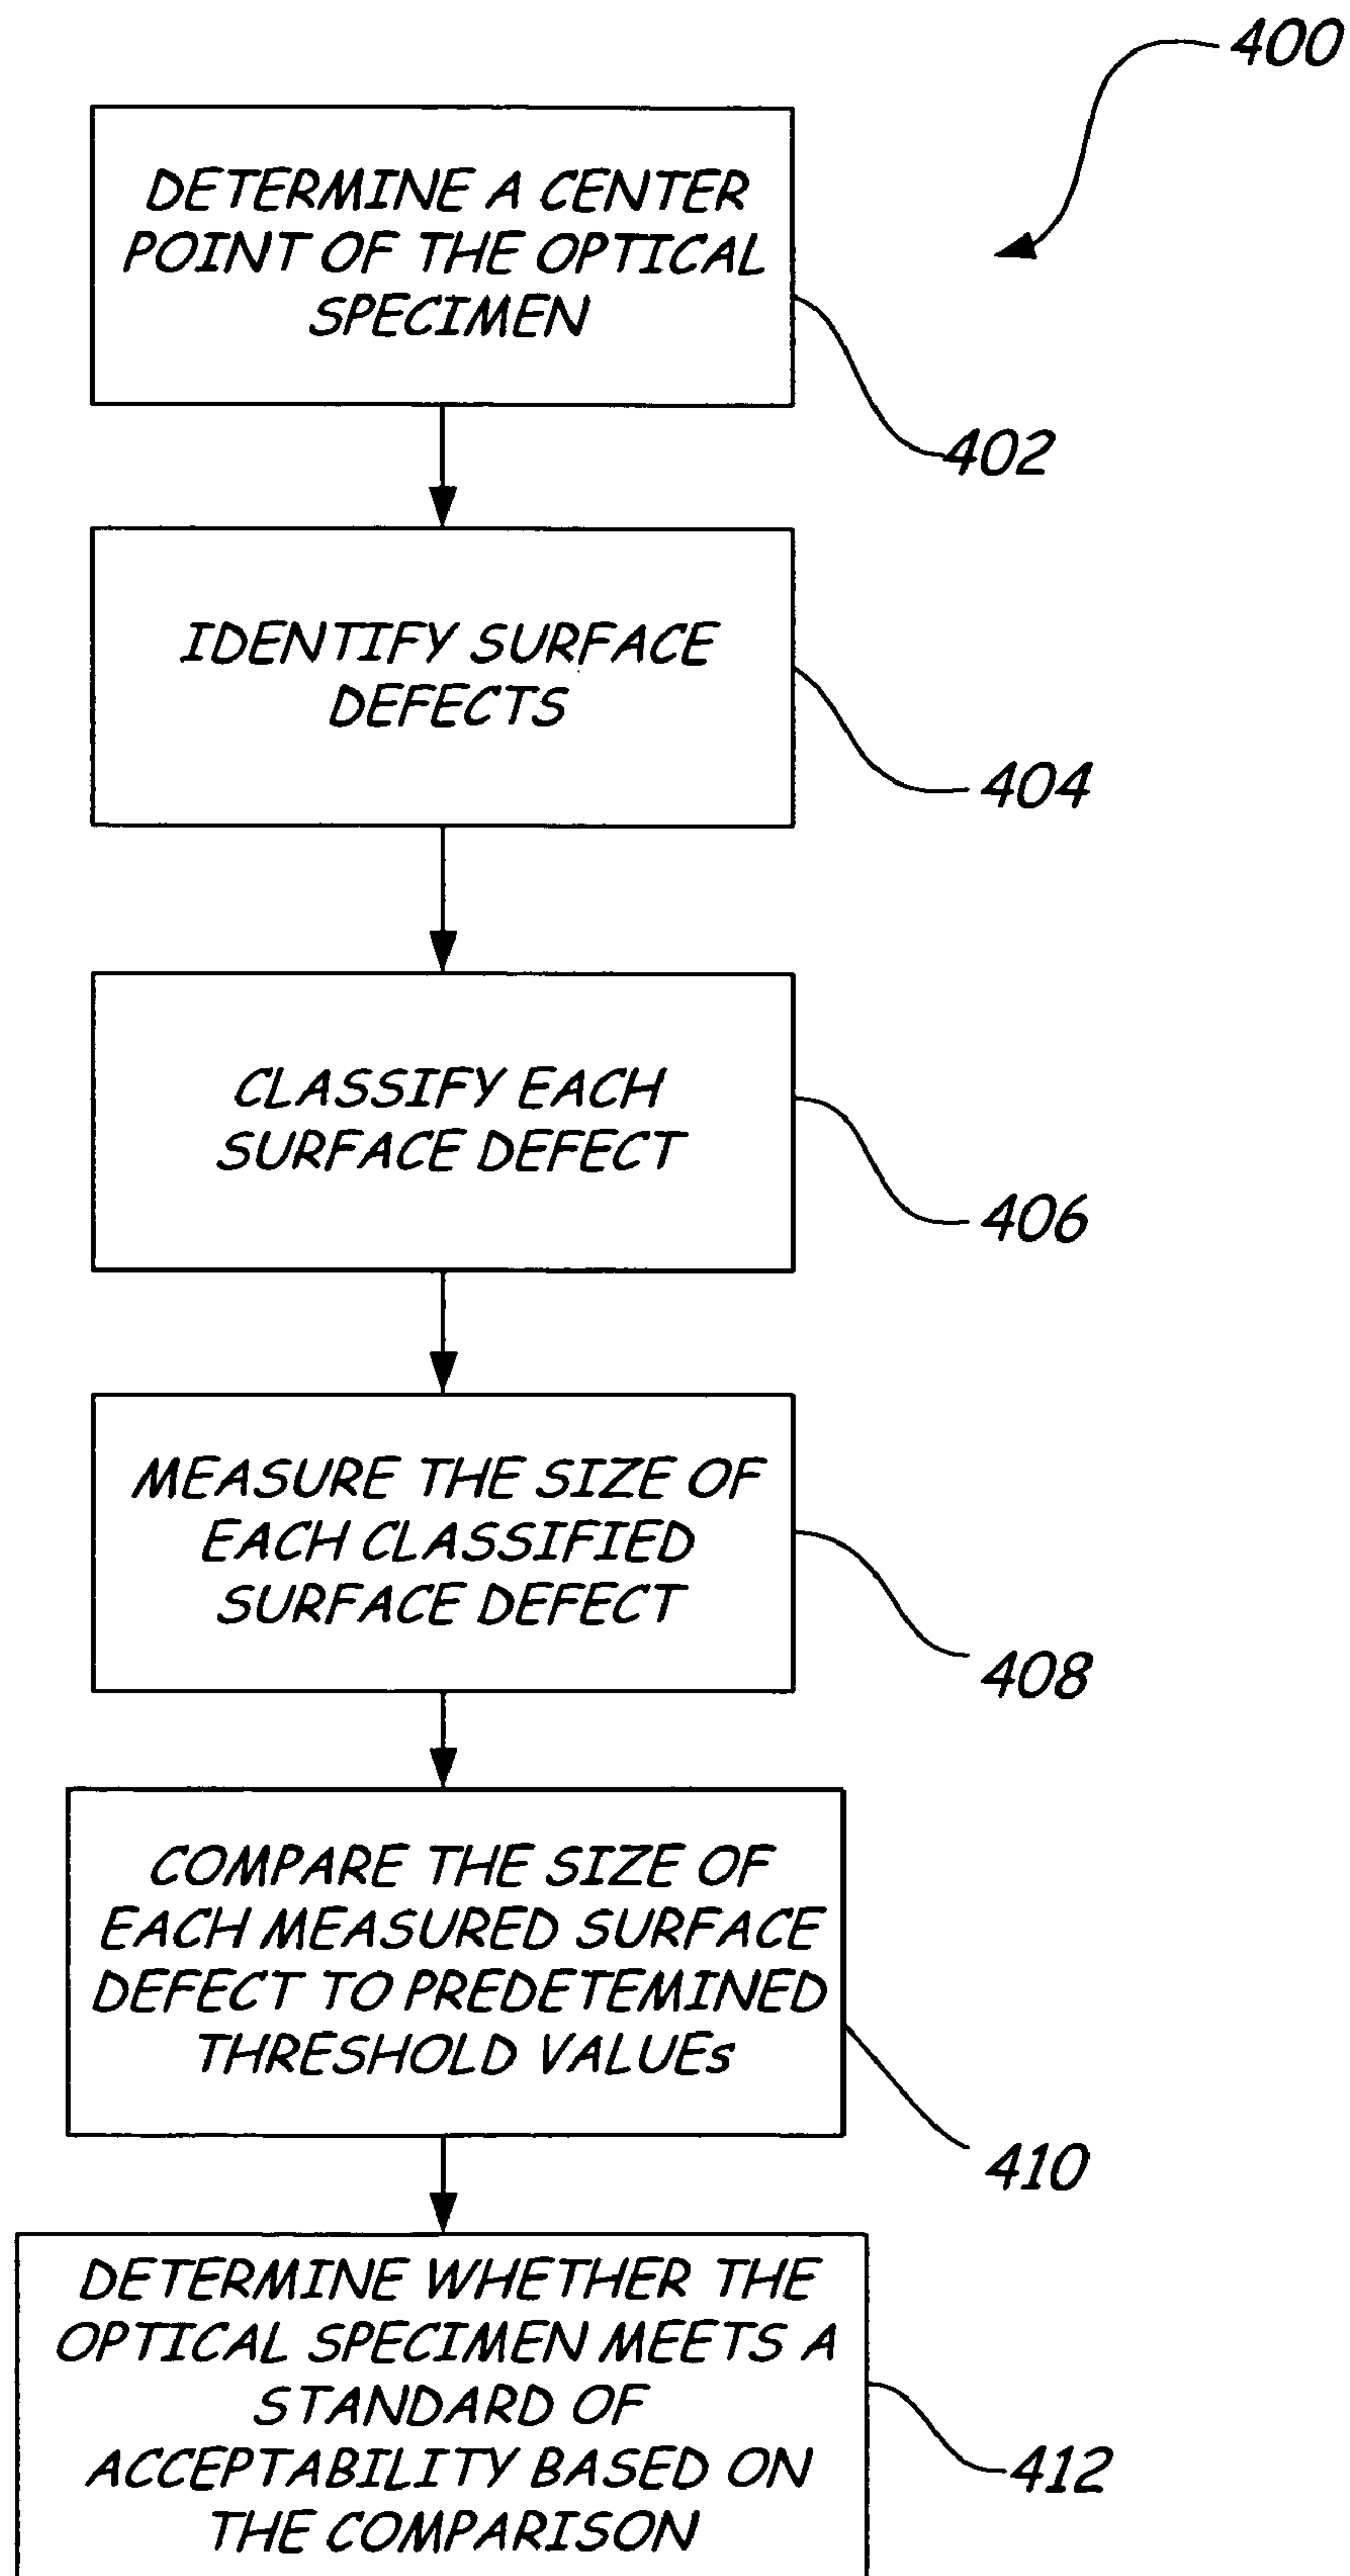 400
DETERMINE A CENTER
POINT OF THE OPTICAL
SPECIMEN
402
IDENTIFY SURFACE
DEFECTS
404
CLASSIFY EACH
SURFACE DEFECT
406
MEASURE THE SIZE OF
EACH CLASSIFIED
SURFACE DEFECT
408
COMPARE THE SIZE OF
EACH MEASURED SURFACE
DEFECT TO PREDETEMINED
THRESHOLD VALUEs
410
DETERMINE WHETHER THE
OPTICAL SPECIMEN MEETS A
STANDARD OF
ACCEPTABILITY BASED ON
THE COMPARISON
412